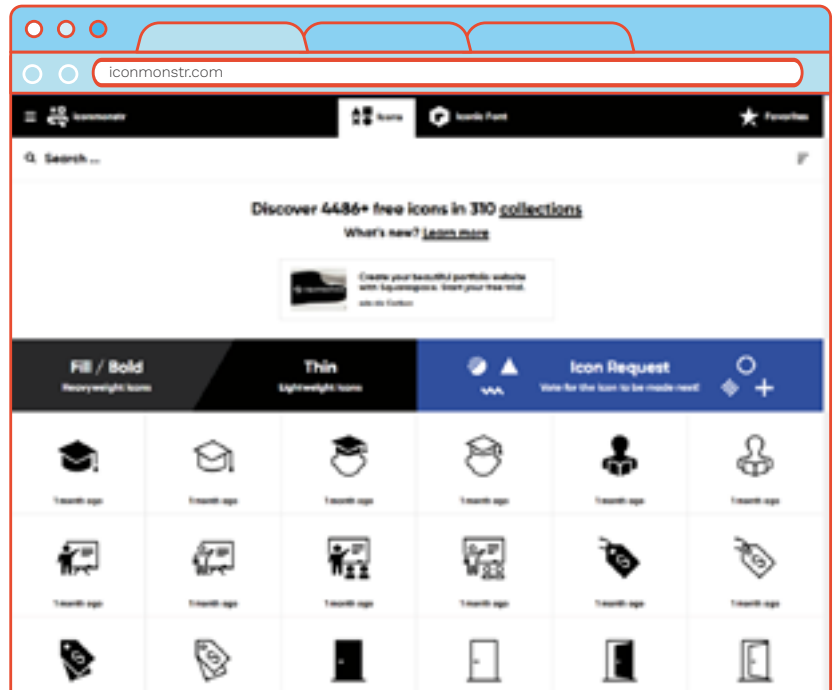 iconmonstr.com
iconmonstr
Icons
Iconic Font
Favorites
Search ...
Discover 4486+ free icons in 310 collections
What's new? Learn more
Create your beautiful portfolio website
with Squarespace. Start your free trial.
ads via Carbon
Fill / Bold
Heavyweight Icons
Thin
Lightweight Icons
Icon Request
Vote for the icon to be made next!
1 month ago
1 month ago
1 month ago
1 month ago
1 month ago
1 month ago
1 month ago
1 month ago
1 month ago
1 month ago
1 month ago
1 month ago